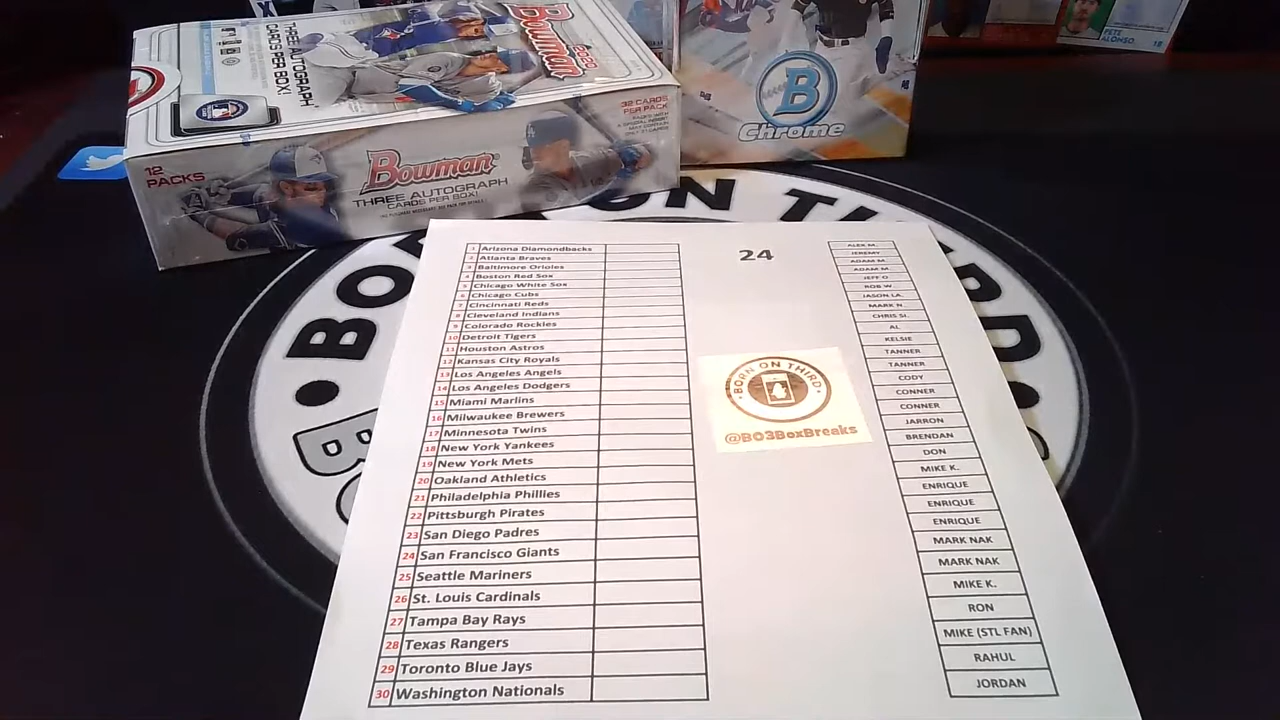 Bowman
2020
THREE AUTOGRAPH
CARDS PER BOX!
12
PACKS
Bowman
THREE AUTOGRAPH
CARDS PER BOX!
32 CARDS
PER PACK
B
Chrome
PETE
ALONSO
BORN ON THIRD
24
1 Arizona Diamondbacks
2 Atlanta Braves
3 Baltimore Orioles
4 Boston Red Sox
5 Chicago White Sox
6 Chicago Cubs
7 Cincinnati Reds
8 Cleveland Indians
9 Colorado Rockies
10 Detroit Tigers
11 Houston Astros
12 Kansas City Royals
13 Los Angeles Angels
14 Los Angeles Dodgers
15 Miami Marlins
16 Milwaukee Brewers
17 Minnesota Twins
18 New York Yankees
19 New York Mets
20 Oakland Athletics
21 Philadelphia Phillies
22 Pittsburgh Pirates
23 San Diego Padres
24 San Francisco Giants
25 Seattle Mariners
26 St. Louis Cardinals
27 Tampa Bay Rays
28 Texas Rangers
29 Toronto Blue Jays
30 Washington Nationals
BORN ON THIRD
@BO3BoxBreaks
ALEX M.
JEREMY
ADAM M.
ADAM M.
JEFF O
ROB W.
JASON LA.
MARK N.
CHRIS SI.
AL
KELSIE
TANNER
TANNER
CODY
CONNER
CONNER
JARRON
BRENDAN
DON
MIKE K.
ENRIQUE
ENRIQUE
ENRIQUE
MARK NAK
MARK NAK
MIKE K.
RON
MIKE (STL FAN)
RAHUL
JORDAN